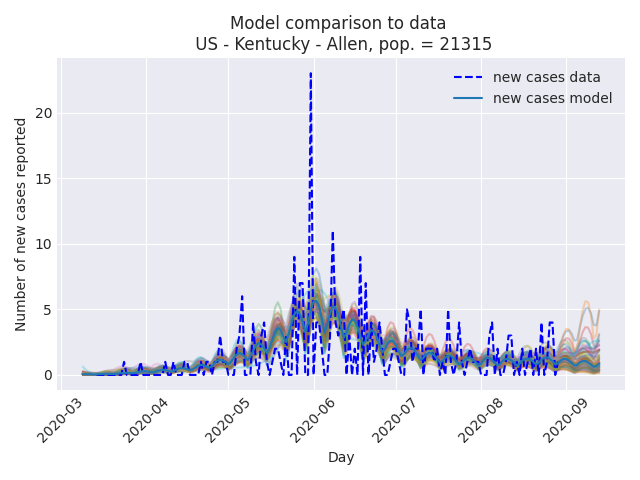 Model comparison to data
US - Kentucky - Allen, pop. = 21315
new cases data
new cases model
Number of new cases reported
20
15
10
5
0
2020-03
2020-04
2020-05
2020-06
2020-07
2020-08
2020-09
Day